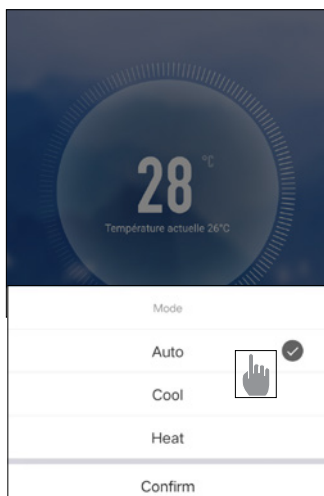 28 °C
Température actuelle 26°C
Mode
Auto
Cool
Heat
Confirm